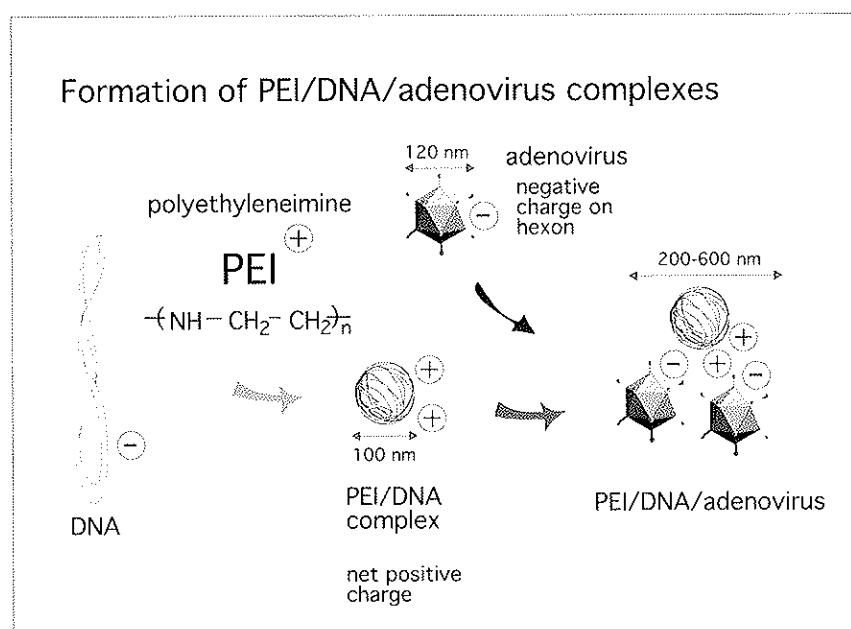 Formation of PEI/DNA/adenovirus complexes
120 nm
adenovirus
negative
charge on
hexon
−
polyethyleneimine
+
PEI
-(NH-CH2-CH2)n
200-600 nm
+
+
−
−
+
+
100 nm
−
DNA
PEI/DNA
complex
PEI/DNA/adenovirus
net positive
charge